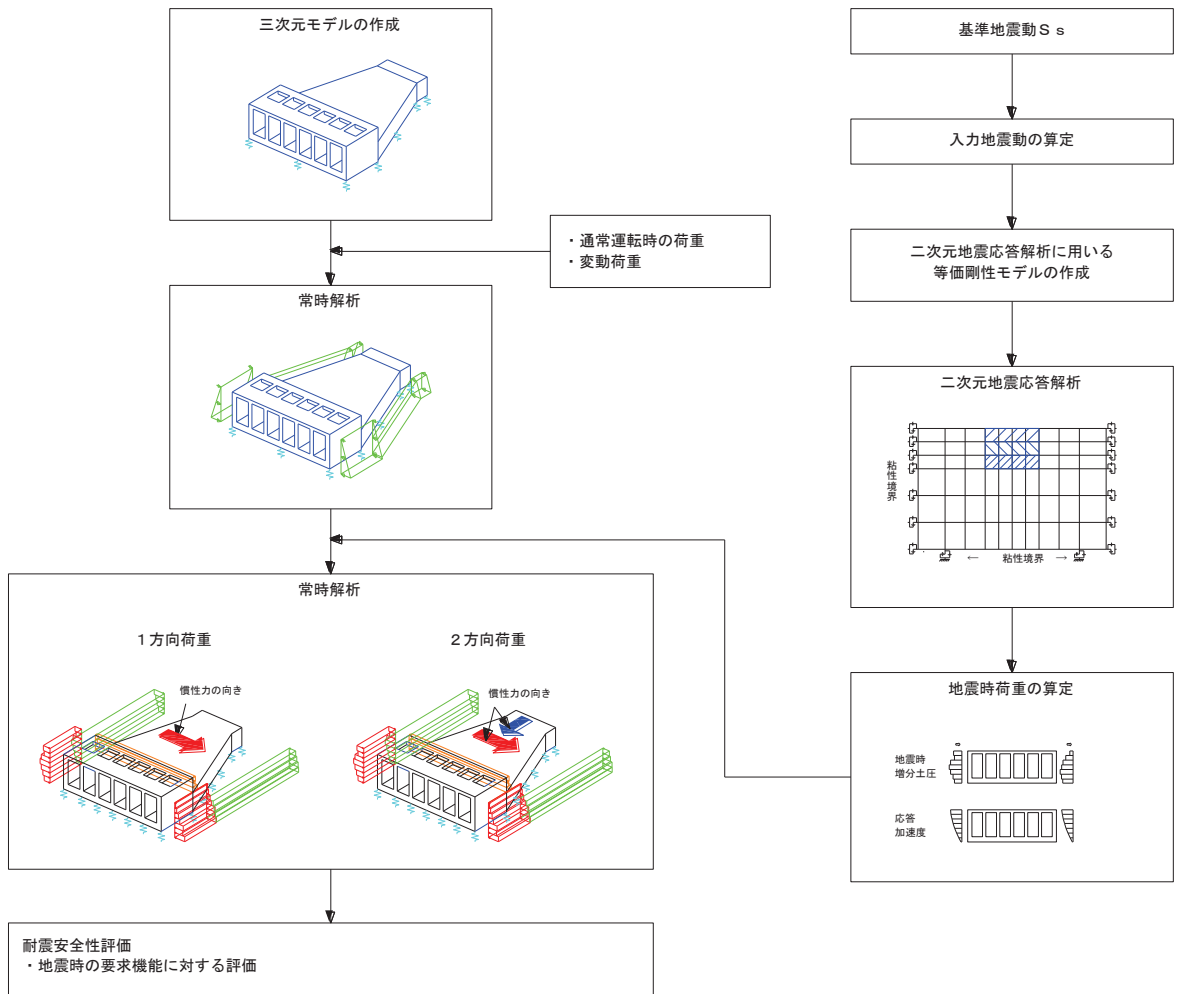 三次元モデルの作成
・通常運転時の荷重
・変動荷重
常時解析
常時解析
1方向荷重
慣性力の向き
2方向荷重
慣性力の向き
耐震安全性評価
・地震時の要求機能に対する評価
基準地震動Ss
入力地震動の算定
二次元地震応答解析に用いる
等価剛性モデルの作成
二次元地震応答解析
粘性境界
← 粘性境界 →
地震時荷重の算定
地震時
増分土圧
応答
加速度